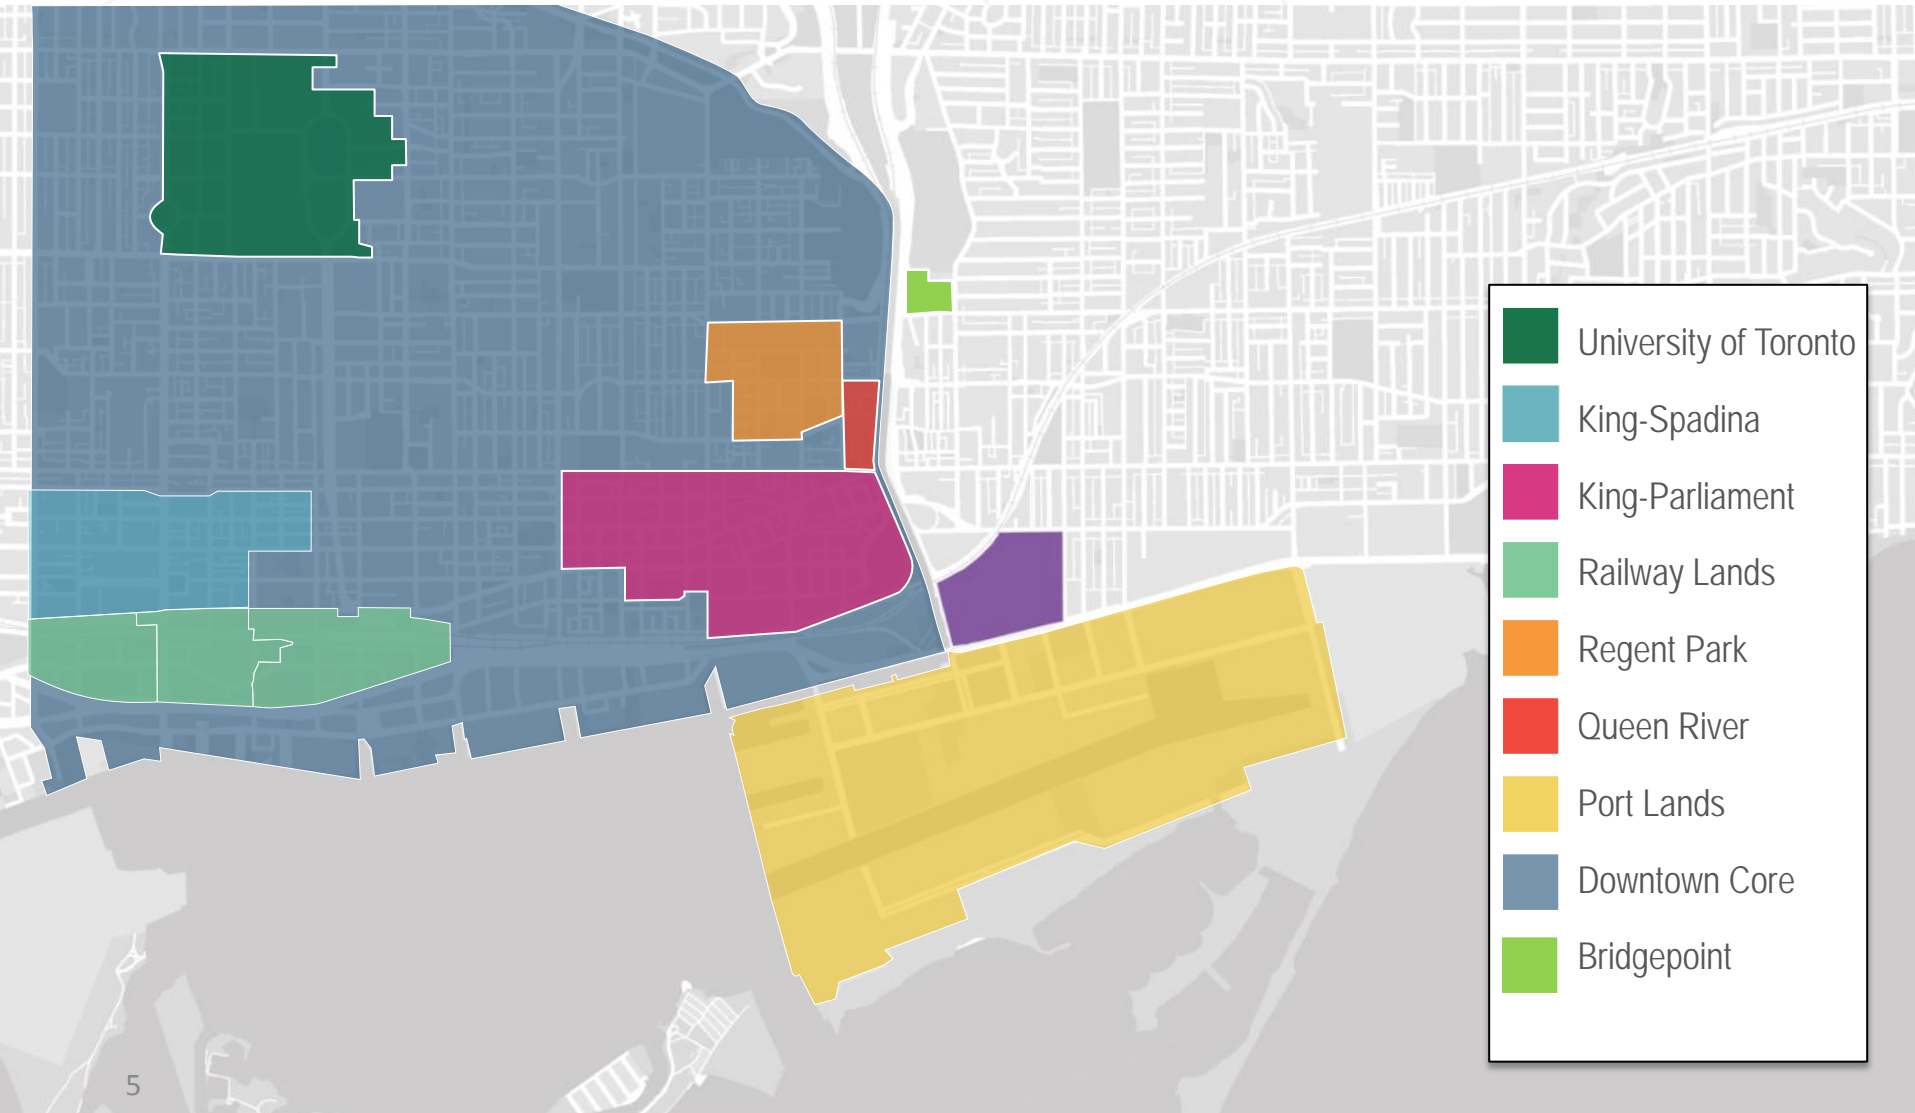 University of Toronto
King-Spadina
King-Parliament
Railway Lands
Regent Park
Queen River
Port Lands
Downtown Core
Bridgepoint
5